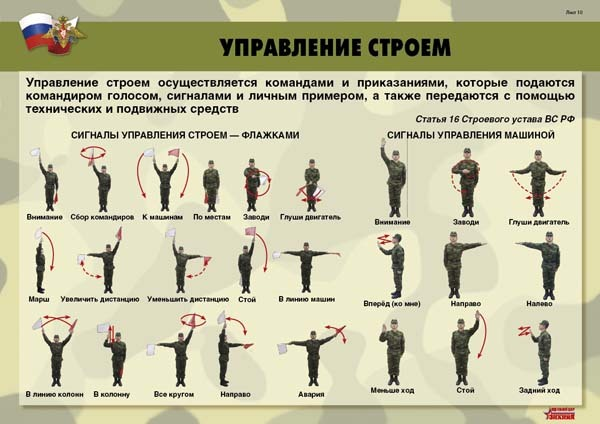 Лист 10
УПРАВЛЕНИЕ СТРОЕМ
Управление строем осуществляется командами и приказаниями, которые подаются
командиром голосом, сигналами и личным примером, а также передаются с помощью
технических и подвижных средств
Статья 16 Строевого устава ВС РФ
СИГНАЛЫ УПРАВЛЕНИЯ СТРОЕМ — ФЛАЖКАМИ
Внимание Сбор командиров К машинам По местам Заводи Глуши двигатель
Марш Увеличить дистанцию Уменьшить дистанцию Стой В линию машин
В линию колонн В колонну Все кругом Направо Авария
СИГНАЛЫ УПРАВЛЕНИЯ МАШИНОЙ
Внимание Заводи Глуши двигатель
Вперёд (ко мне) Направо Налево
Меньше ход Стой Задний ход